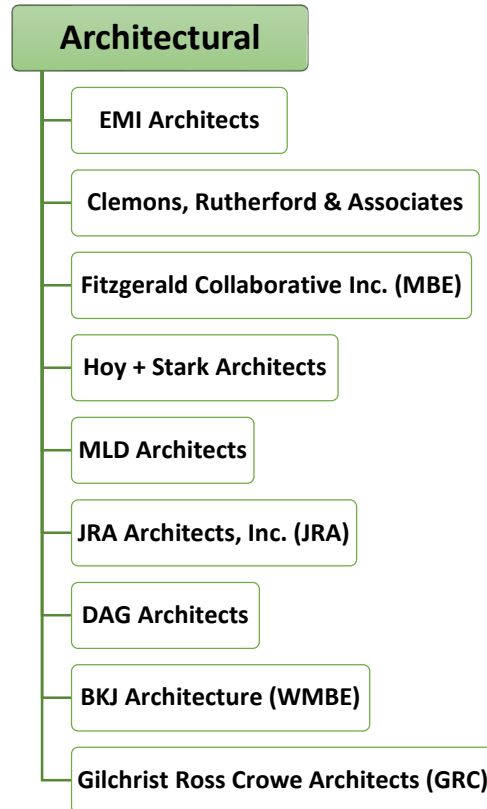 Architectural
EMI Architects
Clemons, Rutherford & Associates
Fitzgerald Collaborative Inc. (MBE)
Hoy + Stark Architects
MLD Architects
JRA Architects, Inc. (JRA)
DAG Architects
BKJ Architecture (WMBE)
Gilchrist Ross Crowe Architects (GRC)